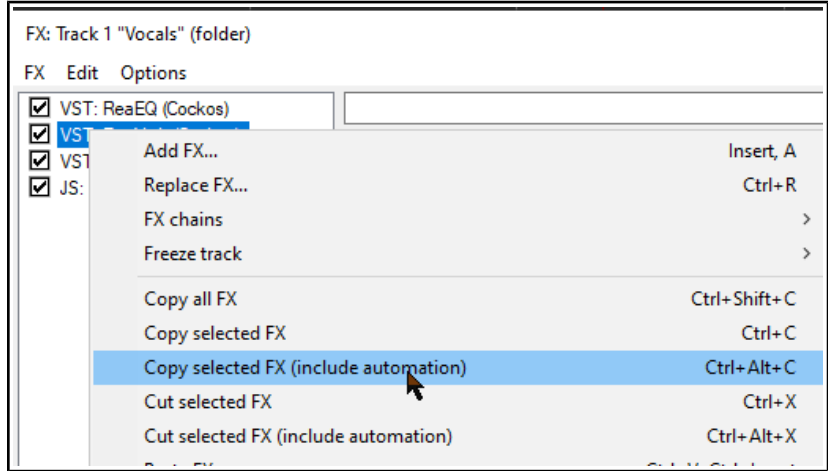 FX: Track 1 "Vocals" (folder)
FX Edit Options
VST: ReaEQ (Cockos)
VST
VST
JS:
Add FX... Insert, A
Replace FX... Ctrl+R
FX chains >
Freeze track >
Copy all FX Ctrl+Shift+C
Copy selected FX Ctrl+C
Copy selected FX (include automation) Ctrl+Alt+C
Cut selected FX Ctrl+X
Cut selected FX (include automation) Ctrl+Alt+X